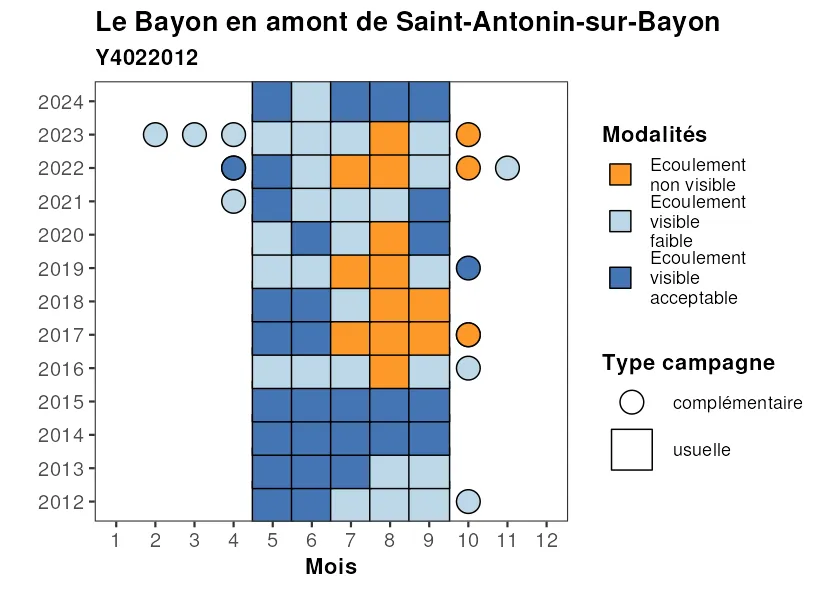 Le Bayon en amont de Saint-Antonin-sur-Bayon
Y4022012
2024
2023
2022
2021
2020
2019
2018
2017
2016
2015
2014
2013
2012
1 2 3 4 5 6 7 8 9 10 11 12
Mois
Modalités
Ecoulement
non visible
Ecoulement
visible
faible
Ecoulement
visible
acceptable
Type campagne
complémentaire
usuelle